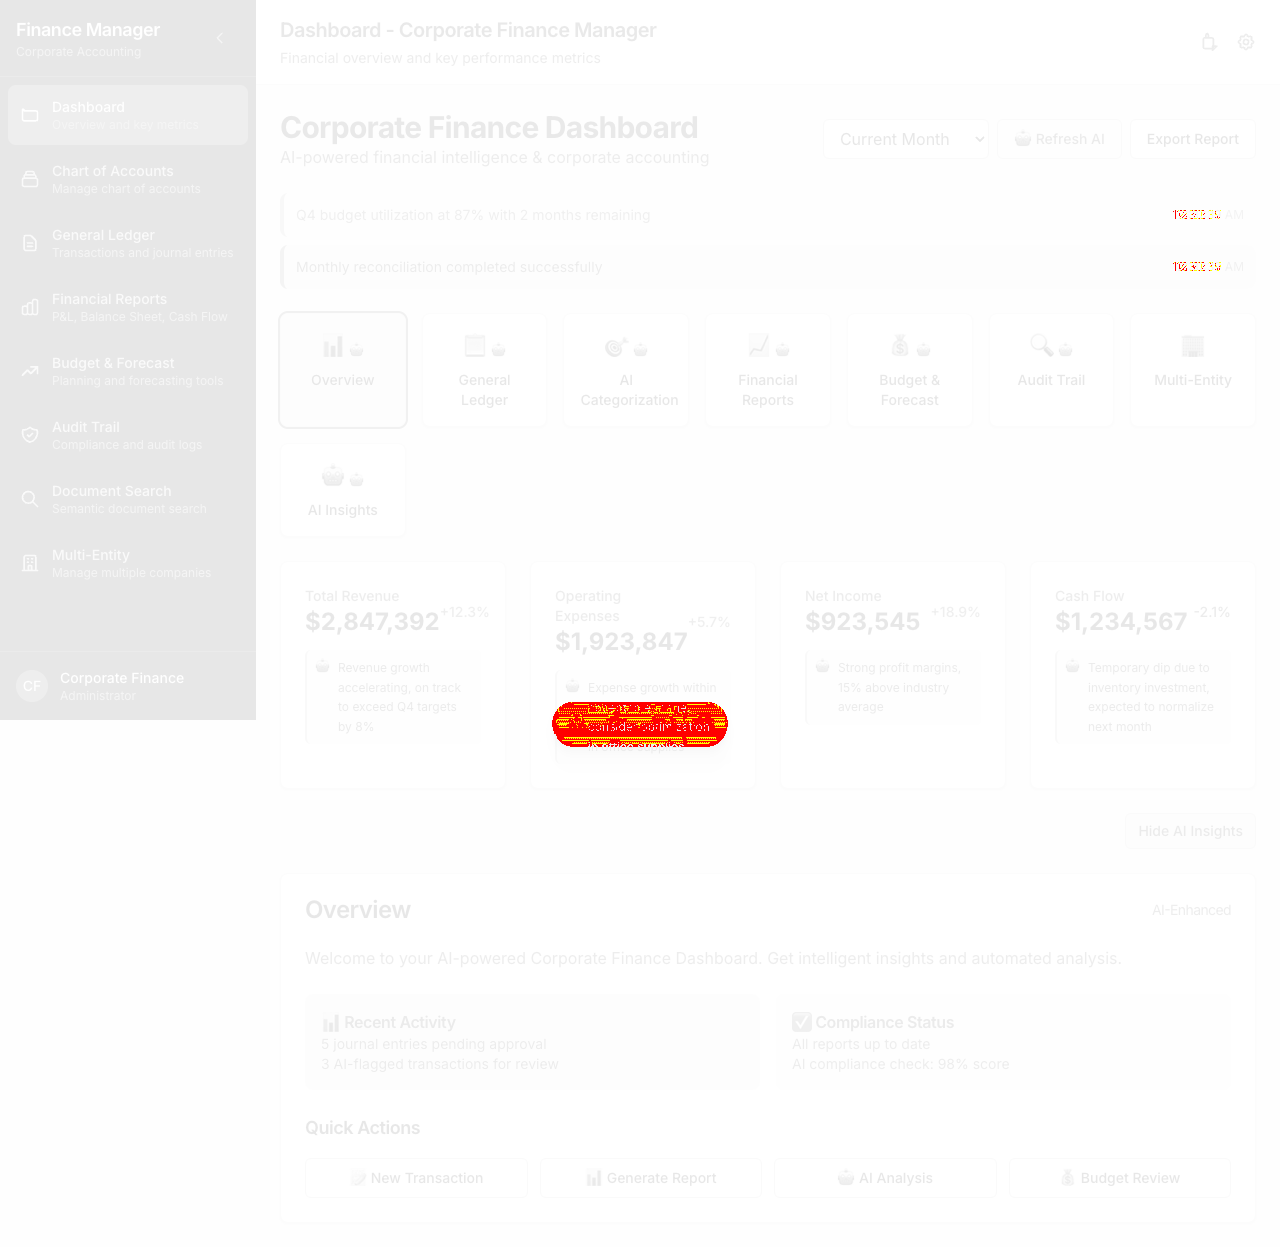 Finance Manager
Corporate Accounting
Dashboard
Overview and key metrics
Chart of Accounts
Manage chart of accounts
General Ledger
Transactions and journal entries
Financial Reports
P&L, Balance Sheet, Cash Flow
Budget & Forecast
Planning and forecasting tools
Audit Trail
Compliance and audit logs
Document Search
Semantic document search
Multi-Entity
Manage multiple companies
CF
Corporate Finance
Administrator
Dashboard - Corporate Finance Manager
Financial overview and key performance metrics
Corporate Finance Dashboard
AI-powered financial intelligence & corporate accounting
Current Month
Refresh AI
Export Report
Q4 budget utilization at 87% with 2 months remaining
AM
Monthly reconciliation completed successfully
AM
Overview
General
Ledger
AI
Categorization
Financial
Reports
Budget &
Forecast
Audit Trail
Multi-Entity
AI Insights
Total Revenue
$2,847,392
+12.3%
Revenue growth
accelerating, on track
to exceed Q4 targets
by 8%
Operating
Expenses
$1,923,847
+5.7%
Expense growth within
consider optimization
in office supplies
Net Income
$923,545
+18.9%
Strong profit margins,
15% above industry
average
Cash Flow
$1,234,567
-2.1%
Temporary dip due to
inventory investment,
expected to normalize
next month
Hide AI Insights
Overview
AI-Enhanced
Welcome to your AI-powered Corporate Finance Dashboard. Get intelligent insights and automated analysis.
Recent Activity
5 journal entries pending approval
3 AI-flagged transactions for review
Compliance Status
All reports up to date
AI compliance check: 98% score
Quick Actions
New Transaction
Generate Report
AI Analysis
Budget Review